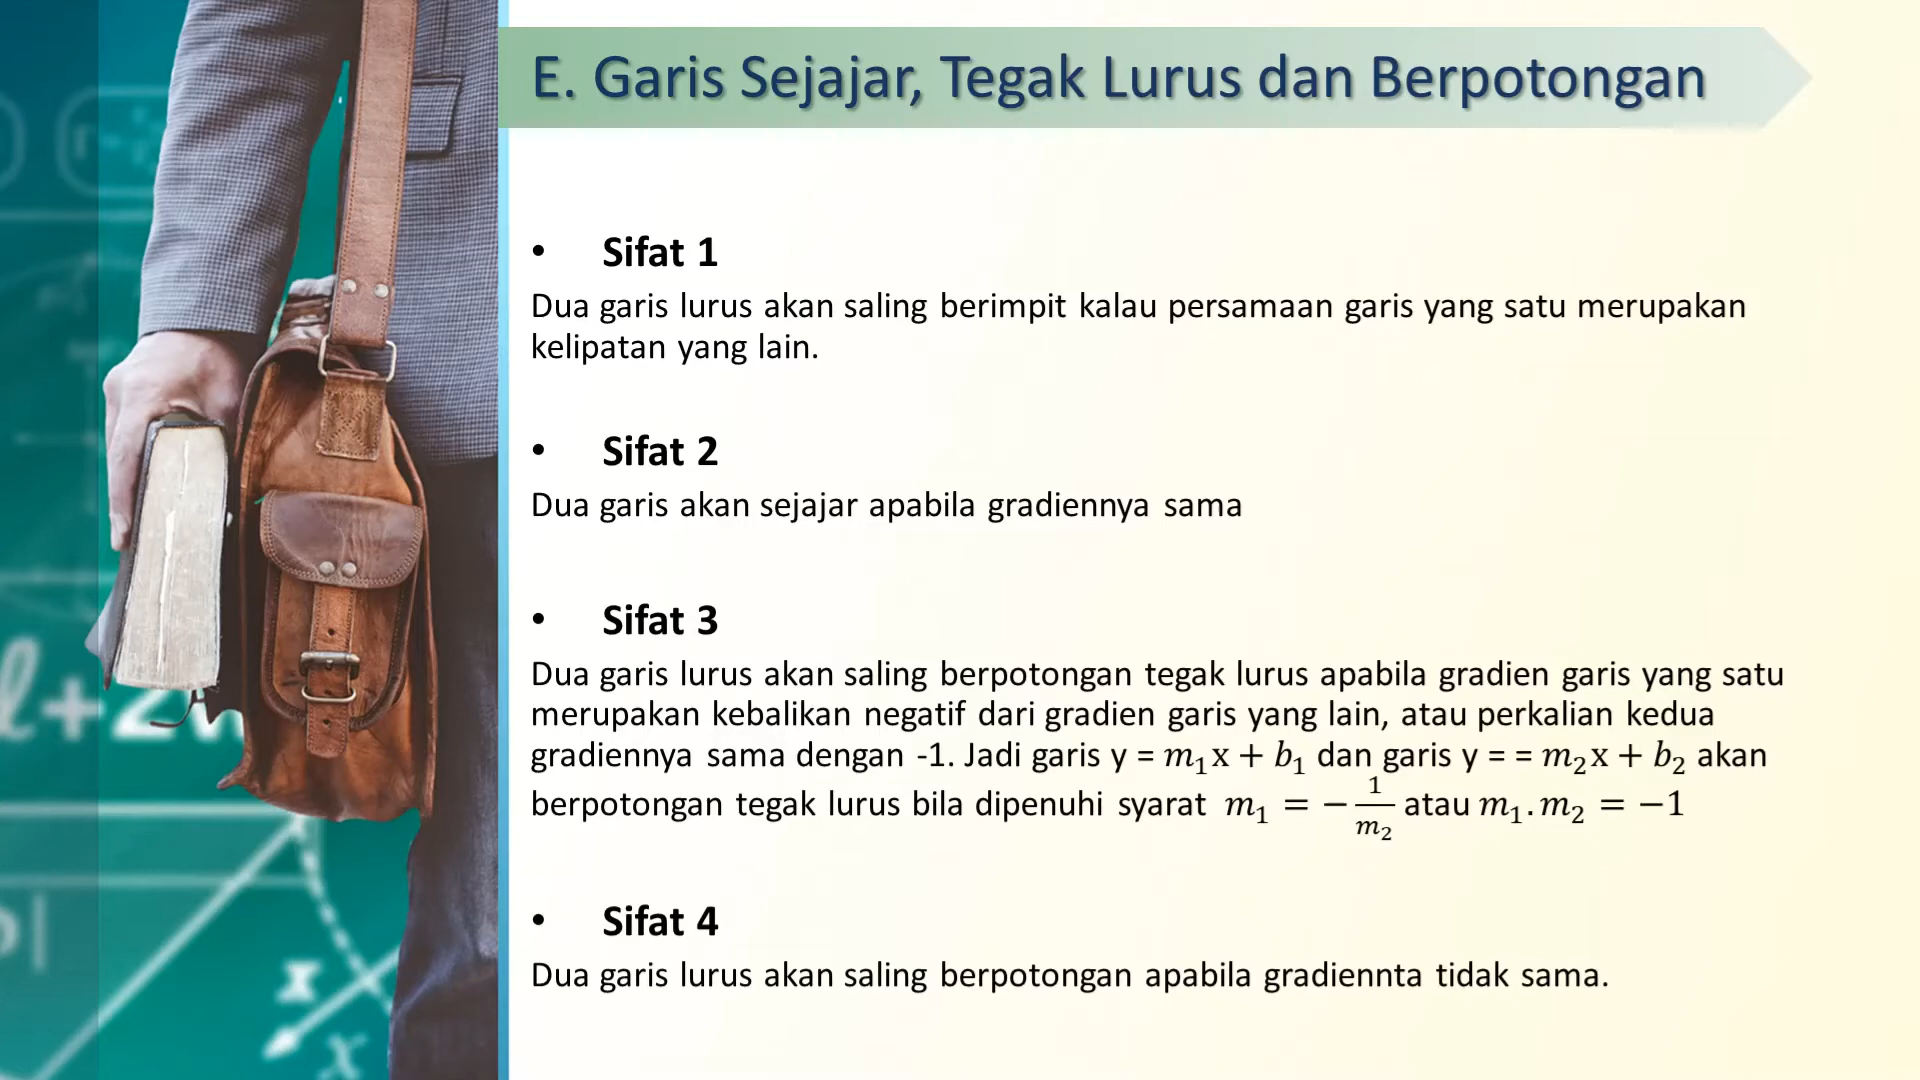 E. Garis Sejajar, Tegak Lurus dan Berpotongan
• Sifat 1
Dua garis lurus akan saling berimpit kalau persamaan garis yang satu merupakan
kelipatan yang lain.
• Sifat 2
Dua garis akan sejajar apabila gradiennya sama
• Sifat 3
Dua garis lurus akan saling berpotongan tegak lurus apabila gradien garis yang satu
merupakan kebalikan negatif dari gradien garis yang lain, atau perkalian kedua
gradiennya sama dengan -1. Jadi garis y = m₁x + b₁ dan garis y = = m₂x + b₂ akan
berpotongan tegak lurus bila dipenuhi syarat m₁ = −1/m₂ atau m₁.m₂ = −1
• Sifat 4
Dua garis lurus akan saling berpotongan apabila gradiennta tidak sama.